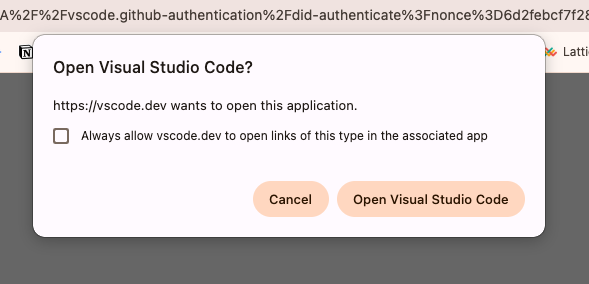 A%2F%2Fvscode.github-authentication%2Fdid-authenticate%3Fnonce%3D6d2febcf7f28
N
Latti
Open Visual Studio Code?
https://vscode.dev wants to open this application.
Always allow vscode.dev to open links of this type in the associated app
Cancel
Open Visual Studio Code